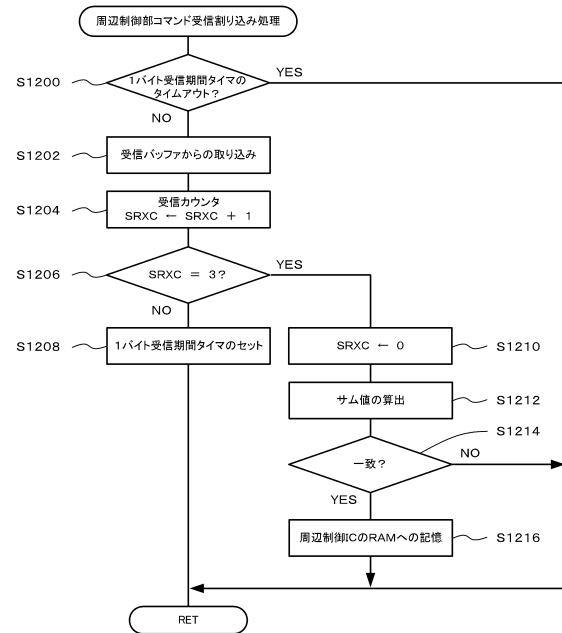 周辺制御部コマンド受信割り込み処理
S1200
1バイト受信期間タイマの
タイムアウト?
YES
NO
S1202
受信バッファからの取り込み
S1204
受信カウンタ
SRXC ← SRXC + 1
S1206
SRXC = 3?
YES
NO
S1208
1バイト受信期間タイマのセット
SRXC ← 0
S1210
サム値の算出
S1212
S1214
一致?
NO
YES
周辺制御ICのRAMへの記憶
S1216
RET